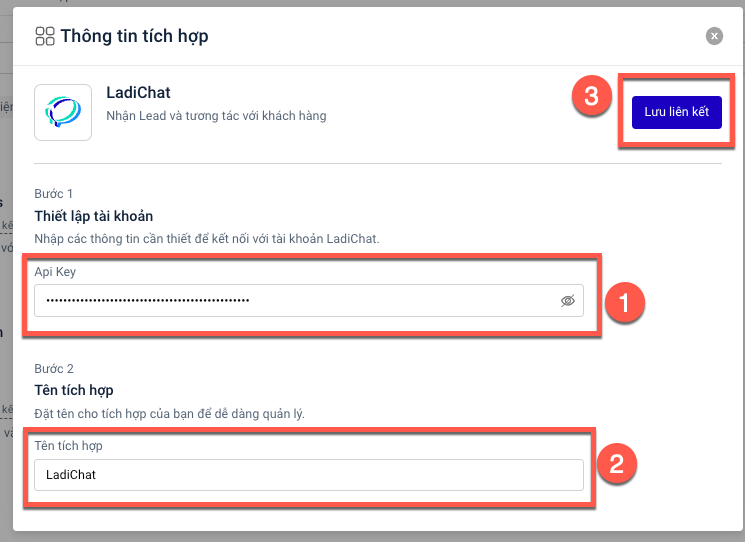 Thông tin tích hợp
LadiChat
Nhận Lead và tương tác với khách hàng
3
Lưu liên kết
Bước 1
Thiết lập tài khoản
Nhập các thông tin cần thiết để kết nối với tài khoản LadiChat.
Api Key
••••••••••••••••••••••••••••••••••••••••••••••••
1
Bước 2
Tên tích hợp
Đặt tên cho tích hợp của bạn để dễ dàng quản lý.
Tên tích hợp
LadiChat
2